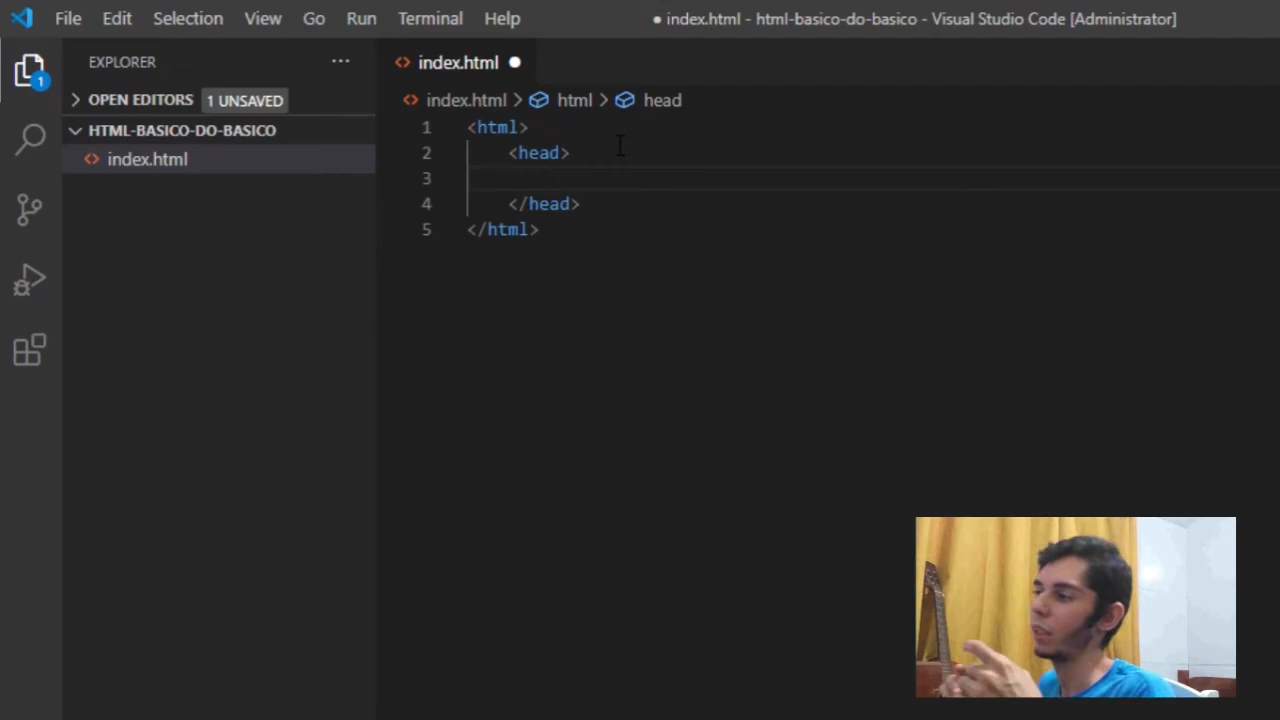 File Edit Selection View Go Run Terminal Help
● index.html - html-basico-do-basico - Visual Studio Code [Administrator]
EXPLORER ···
index.html ●
1
OPEN EDITORS 1 UNSAVED
index.html > html > head
HTML-BASICO-DO-BASICO
index.html
1 <html>
2 <head>
3
4 </head>
5 </html>